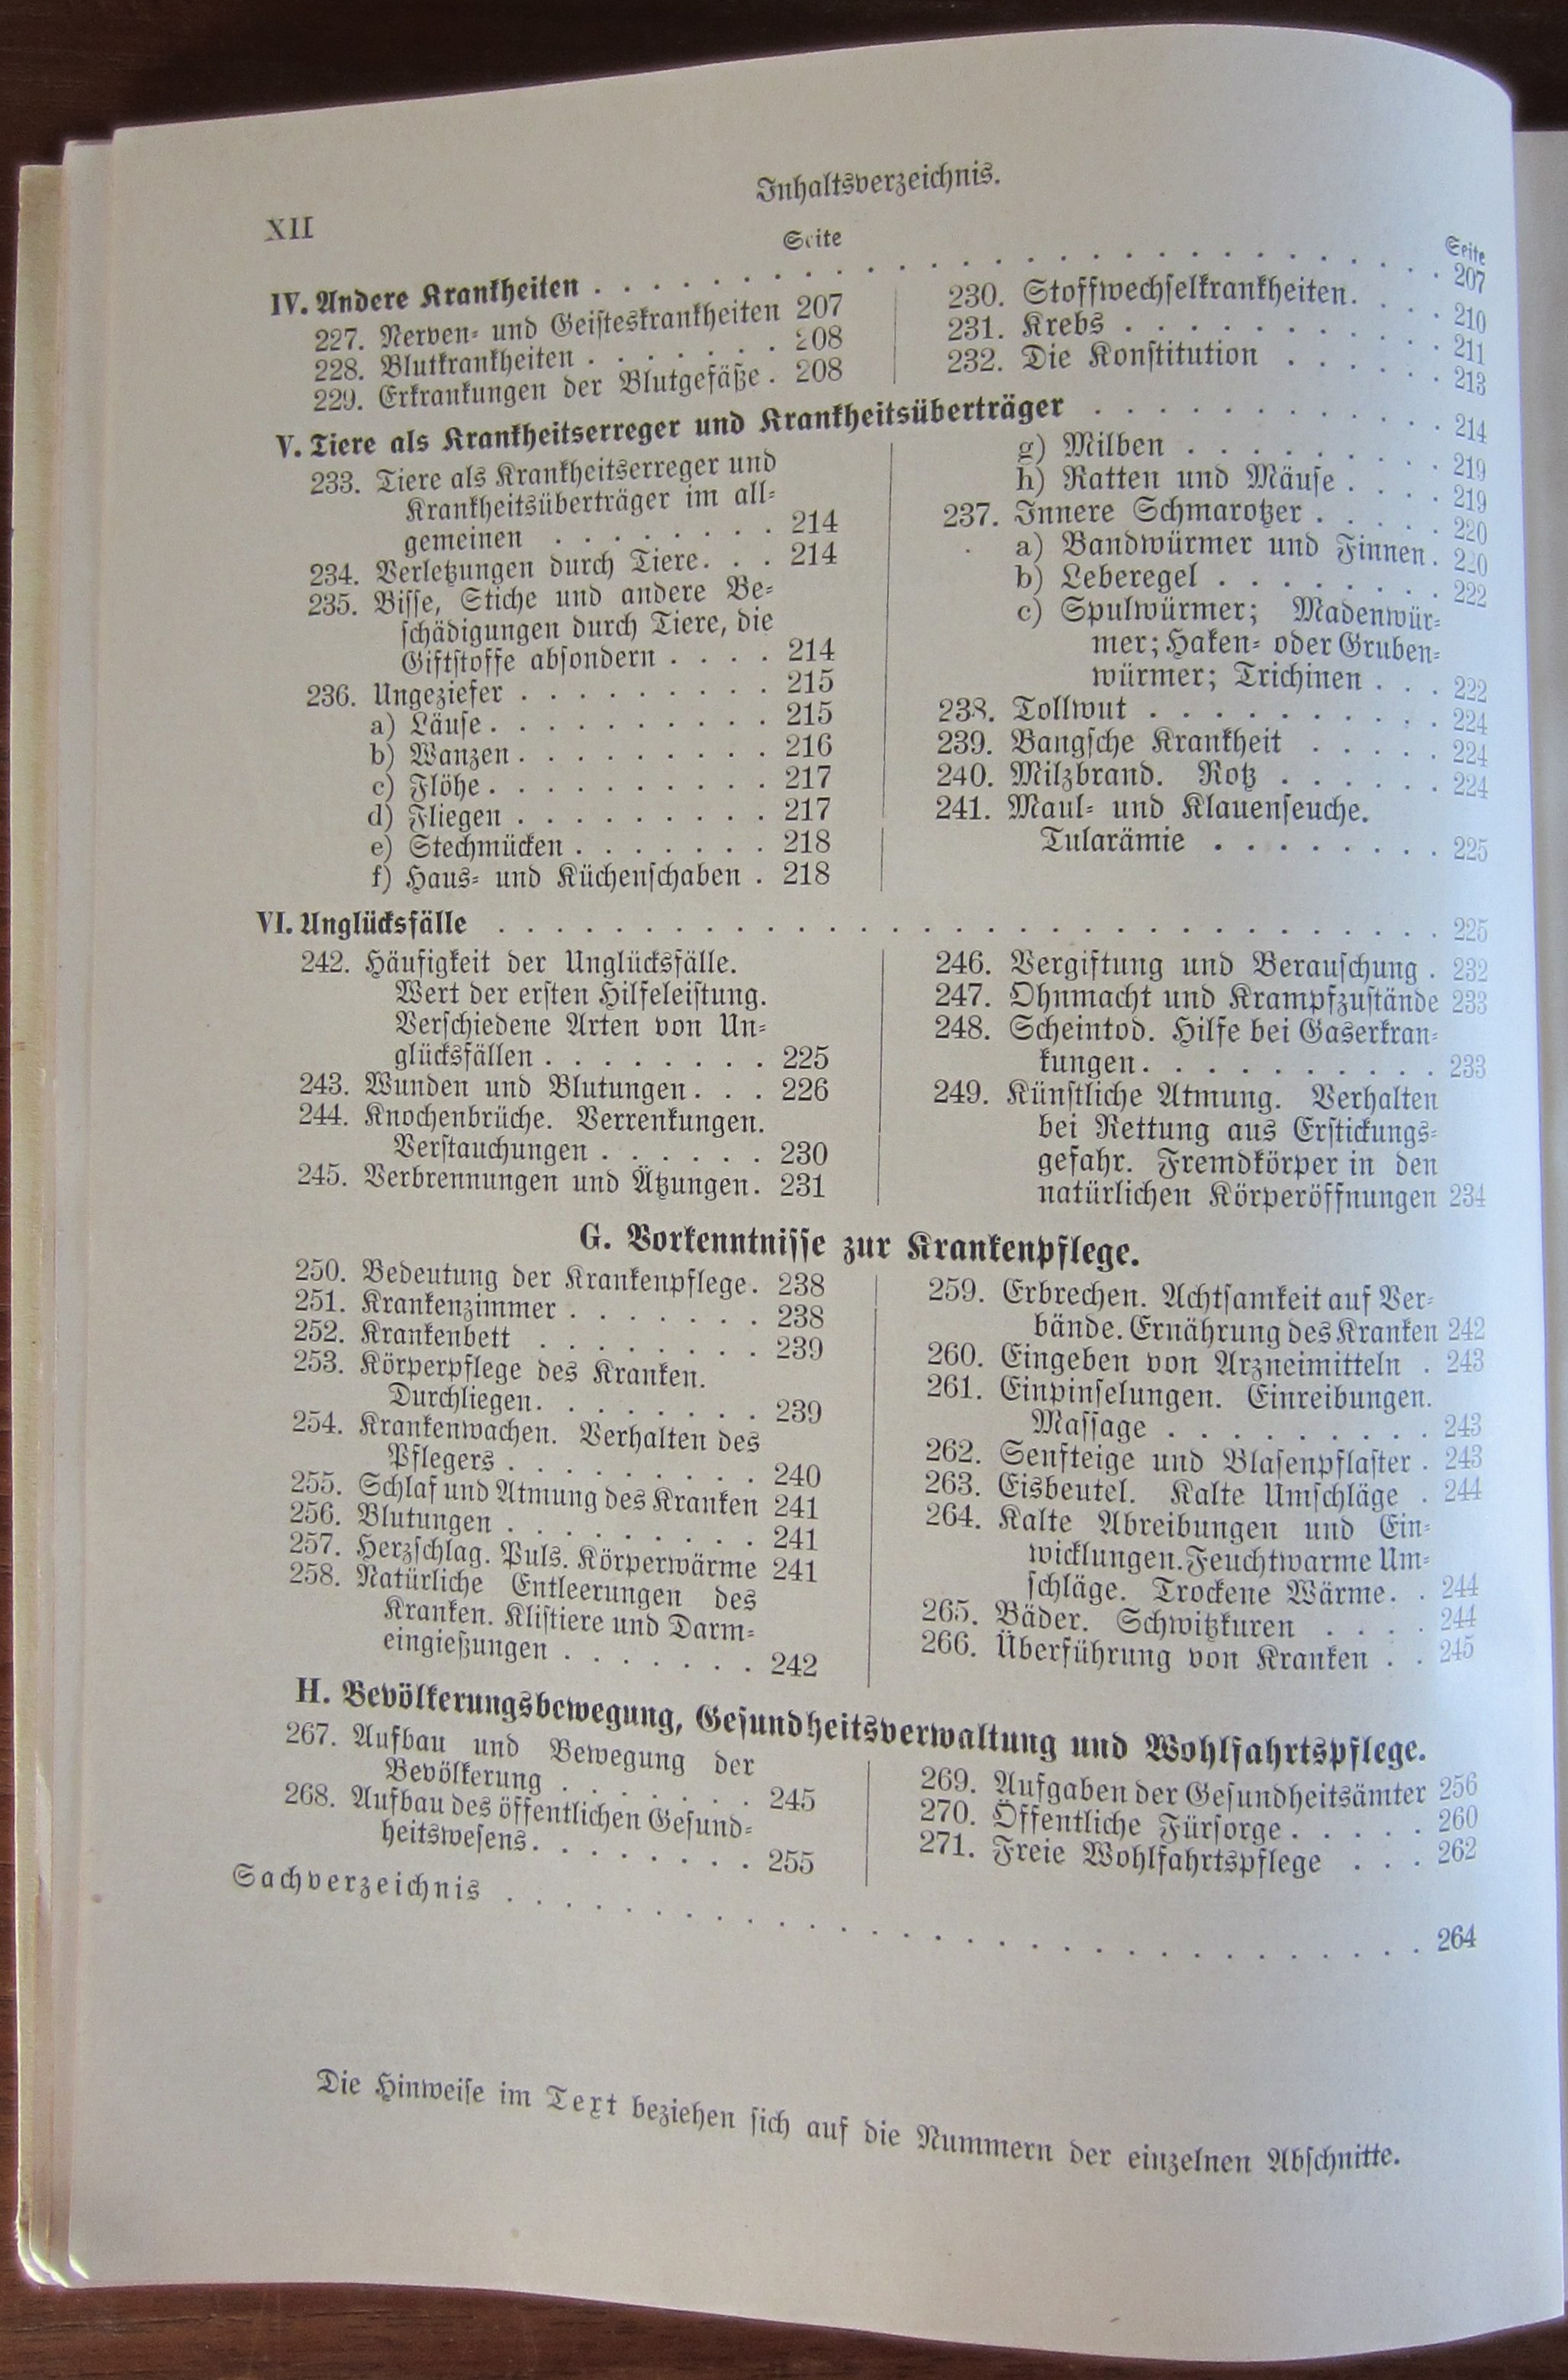 XII
Inhaltsverzeichnis.
Seite
Seite
IV. Andere Krankheiten . . . . . . . . . . . . . . . . . . . . . . . . . . 207
227. Nerven- und Geisteskrankheiten 207
228. Blutkrankheiten . . . . . . . 208
229. Erkrankungen der Blutgefäße . 208
230. Stoffwechselkrankheiten. . . . 210
231. Krebs . . . . . . . . . . . 211
232. Die Konstitution . . . . . . 213
V. Tiere als Krankheitserreger und Krankheitsüberträger . . . . . . . . . . . 214
233. Tiere als Krankheitserreger und
Krankheitsüberträger im all-
gemeinen . . . . . . . . 214
234. Verletzungen durch Tiere. . . 214
235. Bisse, Stiche und andere Be-
schädigungen durch Tiere, die
Giftstoffe absondern . . . . 214
236. Ungeziefer . . . . . . . . . 215
a) Läuse . . . . . . . . . . 215
b) Wanzen . . . . . . . . . 216
c) Flöhe . . . . . . . . . . 217
d) Fliegen . . . . . . . . . 217
e) Stechmücken . . . . . . . 218
f) Haus- und Küchenschaben . 218
g) Milben . . . . . . . . . 219
h) Ratten und Mäuse . . . . 219
237. Innere Schmarotzer . . . . . 220
a) Bandwürmer und Finnen . 220
b) Leberegel . . . . . . . . 222
c) Spulwürmer; Madenwür-
mer; Haken- oder Gruben-
würmer; Trichinen . . . 222
238. Tollwut . . . . . . . . . . 224
239. Bangsche Krankheit . . . . . 224
240. Milzbrand. Rotz . . . . . . 224
241. Maul- und Klauenseuche.
Tularämie . . . . . . . . 225
VI. Unglücksfälle . . . . . . . . . . . . . . . . . . . . . . . . . . . . . . 225
242. Häufigkeit der Unglücksfälle.
Wert der ersten Hilfeleistung.
Verschiedene Arten von Un-
glücksfällen . . . . . . . . 225
243. Wunden und Blutungen . . . 226
244. Knochenbrüche. Verrenkungen.
Verstauchungen . . . . . . 230
245. Verbrennungen und Ätzungen. 231
246. Vergiftung und Berauschung . 232
247. Ohnmacht und Krampfzustände 233
248. Scheintod. Hilfe bei Gaserkran-
kungen . . . . . . . . . . 233
249. Künstliche Atmung. Verhalten
bei Rettung aus Erstickungs-
gefahr. Fremdkörper in den
natürlichen Körperöffnungen 234
G. Vorkenntnisse zur Krankenpflege.
250. Bedeutung der Krankenpflege. 238
251. Krankenzimmer . . . . . . . 238
252. Krankenbett . . . . . . . . 239
253. Körperpflege des Kranken.
Durchliegen. . . . . . . . 239
254. Krankenwachen. Verhalten des
Pflegers . . . . . . . . . 240
255. Schlaf und Atmung des Kranken 241
256. Blutungen . . . . . . . . . 241
257. Herzschlag. Puls. Körperwärme 241
258. Natürliche Entleerungen des
Kranken. Klistiere und Darm-
eingießungen . . . . . . . 242
259. Erbrechen. Achtsamkeit auf Ver-
bände. Ernährung des Kranken 242
260. Eingeben von Arzneimitteln . 243
261. Einpinselungen. Einreibungen.
Massage . . . . . . . . . 243
262. Senfteige und Blasenpflaster . 243
263. Eisbeutel. Kalte Umschläge . 244
264. Kalte Abreibungen und Ein-
wicklungen. Feuchtwarme Um-
schläge. Trockene Wärme. . 244
265. Bäder. Schwitzkuren . . . . 244
266. Überführung von Kranken . . 245
H. Bevölkerungsbewegung, Gesundheitsverwaltung und Wohlfahrtspflege.
267. Aufbau und Bewegung der
Bevölkerung . . . . . . . 245
268. Aufbau des öffentlichen Gesund-
heitswesens. . . . . . . . 255
269. Aufgaben der Gesundheitsämter 256
270. Öffentliche Fürsorge . . . . . 260
271. Freie Wohlfahrtspflege . . . 262
Sachverzeichnis . . . . . . . . . . . . . . . . . . . . . . . . . . . . . . 264
Die Hinweise im Text beziehen sich auf die Nummern der einzelnen Abschnitte.